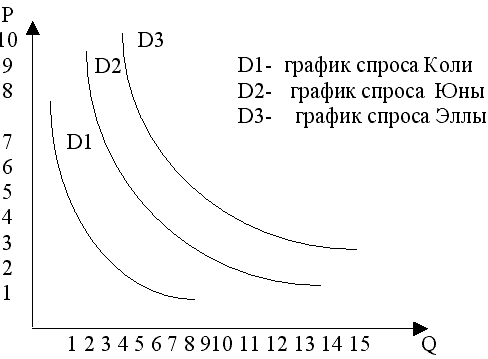 P
10
9
8
7
6
5
4
3
2
1
D3
D2
D1
D1- график спроса Коли
D2- график спроса Юны
D3- график спроса Эллы
1 2 3 4 5 6 7 8 9 10 11 12 13 14 15 Q